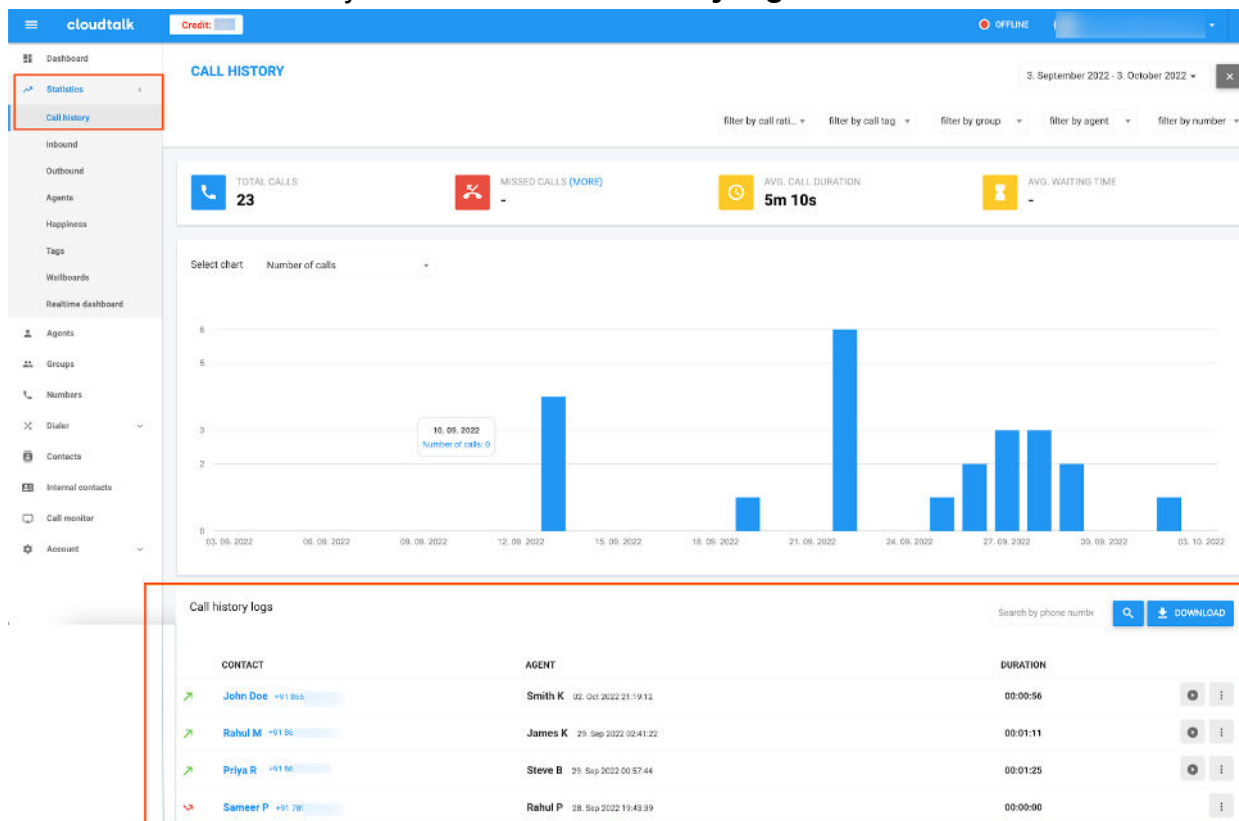 cloudtalk
Credit:
OFFLINE
Dashboard
Statistics
Call history
Inbound
Outbound
Agents
Happiness
Tags
Wallboards
Realtime dashboard
Agents
Groups
Numbers
Dialer
Contacts
Internal contacts
Call monitor
Account
CALL HISTORY
3. September 2022 - 3. October 2022
filter by call rati... filter by call tag filter by group filter by agent filter by number
TOTAL CALLS
23
MISSED CALLS (MORE)
-
AVG. CALL DURATION
5m 10s
AVG. WAITING TIME
-
Select chart Number of calls
6
5
3
2
0
10. 09. 2022
Number of calls: 0
03. 09. 2022 06. 09. 2022 09. 09. 2022 12. 09. 2022 15. 09. 2022 18. 09. 2022 21. 09. 2022 24. 09. 2022 27. 09. 2022 30. 09. 2022 03. 10. 2022
Call history logs
Search by phone numbe
DOWNLOAD
CONTACT AGENT DURATION
John Doe +91 866 Smith K 02. Oct 2022 21:19:12 00:00:56
Rahul M +91 86 James K 29. Sep 2022 02:41:22 00:01:11
Priya R +91 86 Steve B 29. Sep 2022 00:57:44 00:01:25
Sameer P +91 78 Rahul P 28. Sep 2022 19:43:39 00:00:00